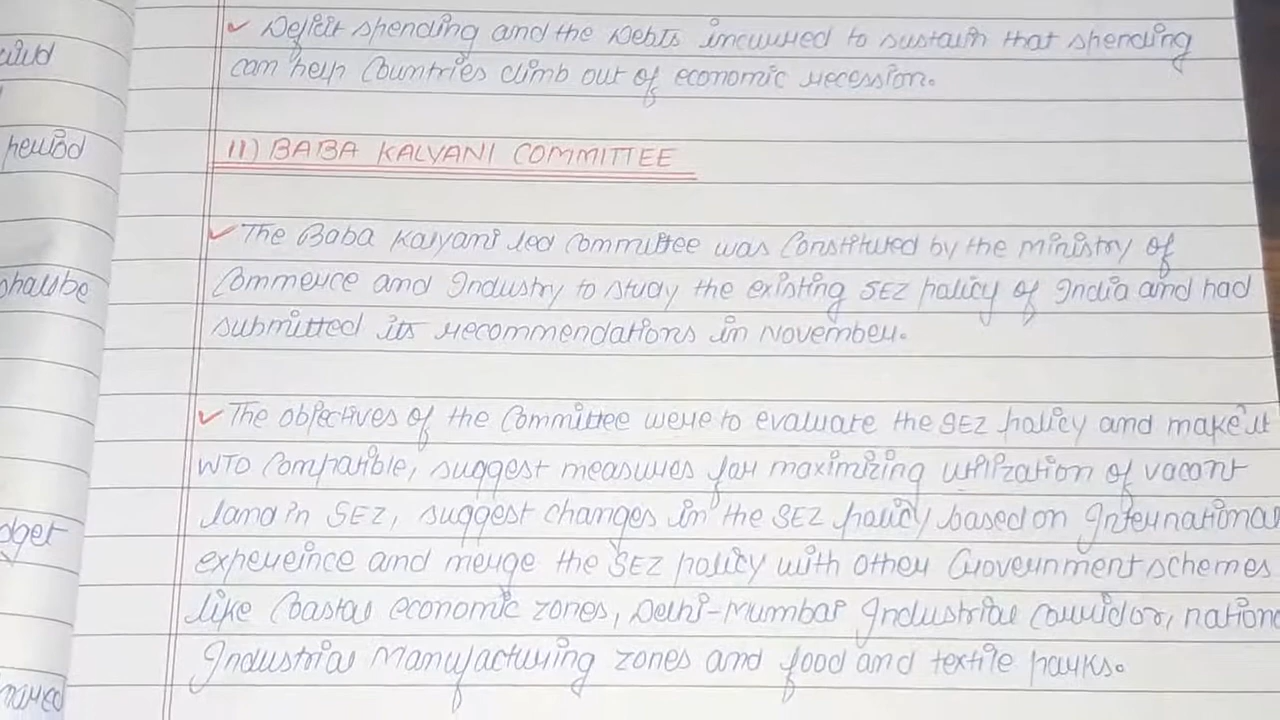 ✓ Deficit spending and the Debts incurred to sustain that spending
can help Countries climb out of economic recession.
11) BABA KALYANI COMMITTEE
✓ The Baba Kalyani led Committee was Constituted by the ministry of
Commerce and Industry to study the existing SEZ policy of India and had
submitted its recommendations in November.
✓ The objectives of the Committee were to evaluate the SEZ policy and make it
WTO Compatible, suggest measures for maximizing utilization of vacant
land in SEZ, suggest changes in the SEZ policy based on International
expereince and merge the SEZ policy with other Government schemes
like Coastal economic zones, Delhi-Mumbai Industrial Corridor, nation
Industrial Manufacturing zones and food and textile parks.
period